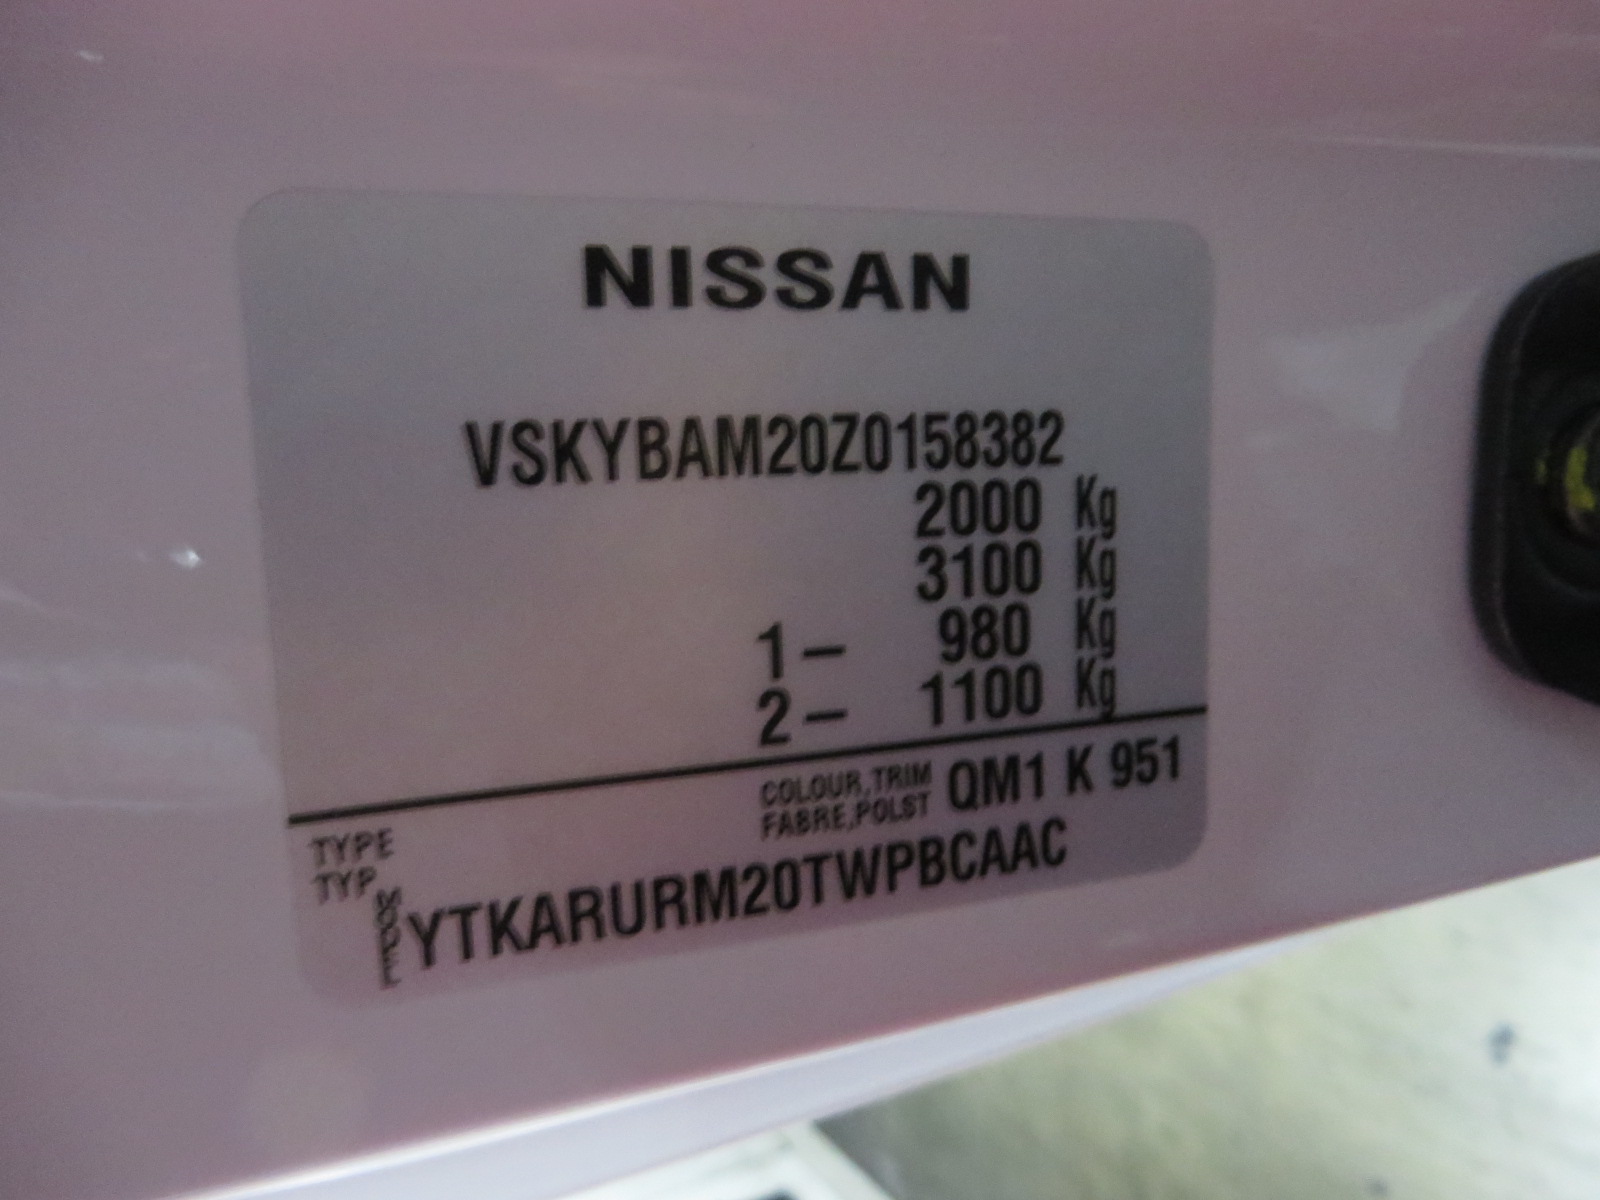 NISSAN
VSKYBAM20Z0158382
2000 Kg
3100 Kg
1– 980 Kg
2– 1100 Kg
COLOUR,TRIM QM1 K 951
FABRE,POLST
TYPE
TYP
MODEL YTKARURM20TWPBCAAC